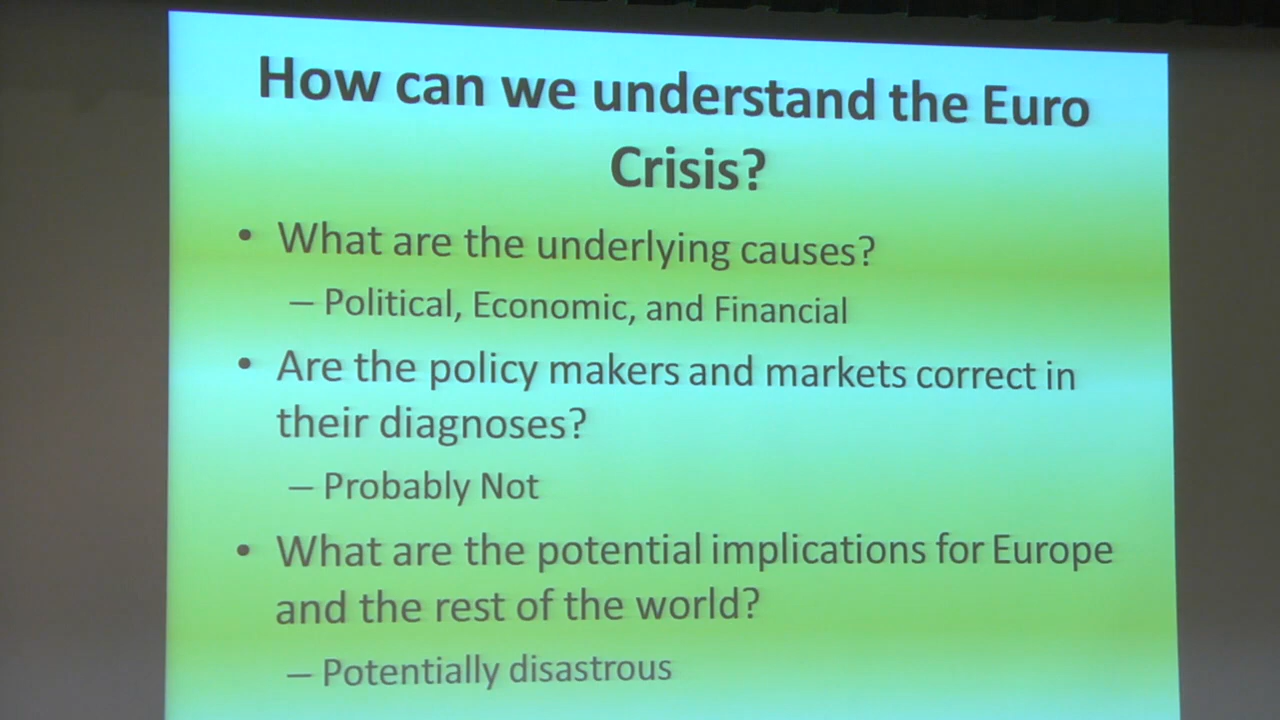 How can we understand the Euro
Crisis?
• What are the underlying causes?
– Political, Economic, and Financial
• Are the policy makers and markets correct in
their diagnoses?
– Probably Not
• What are the potential implications for Europe
and the rest of the world?
– Potentially disastrous